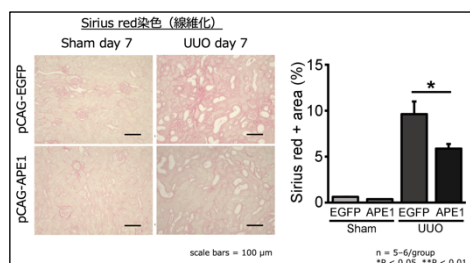 Sirius red染色（線維化）
Sham day 7
UUO day 7
pCAG-EGFP
pCAG-APE1
scale bars = 100 μm
Sirius red + area (%)
15
10
5
0
*
EGFP APE1 EGFP APE1
Sham
UUO
n = 5–6/group
*P < 0.05, **P < 0.01